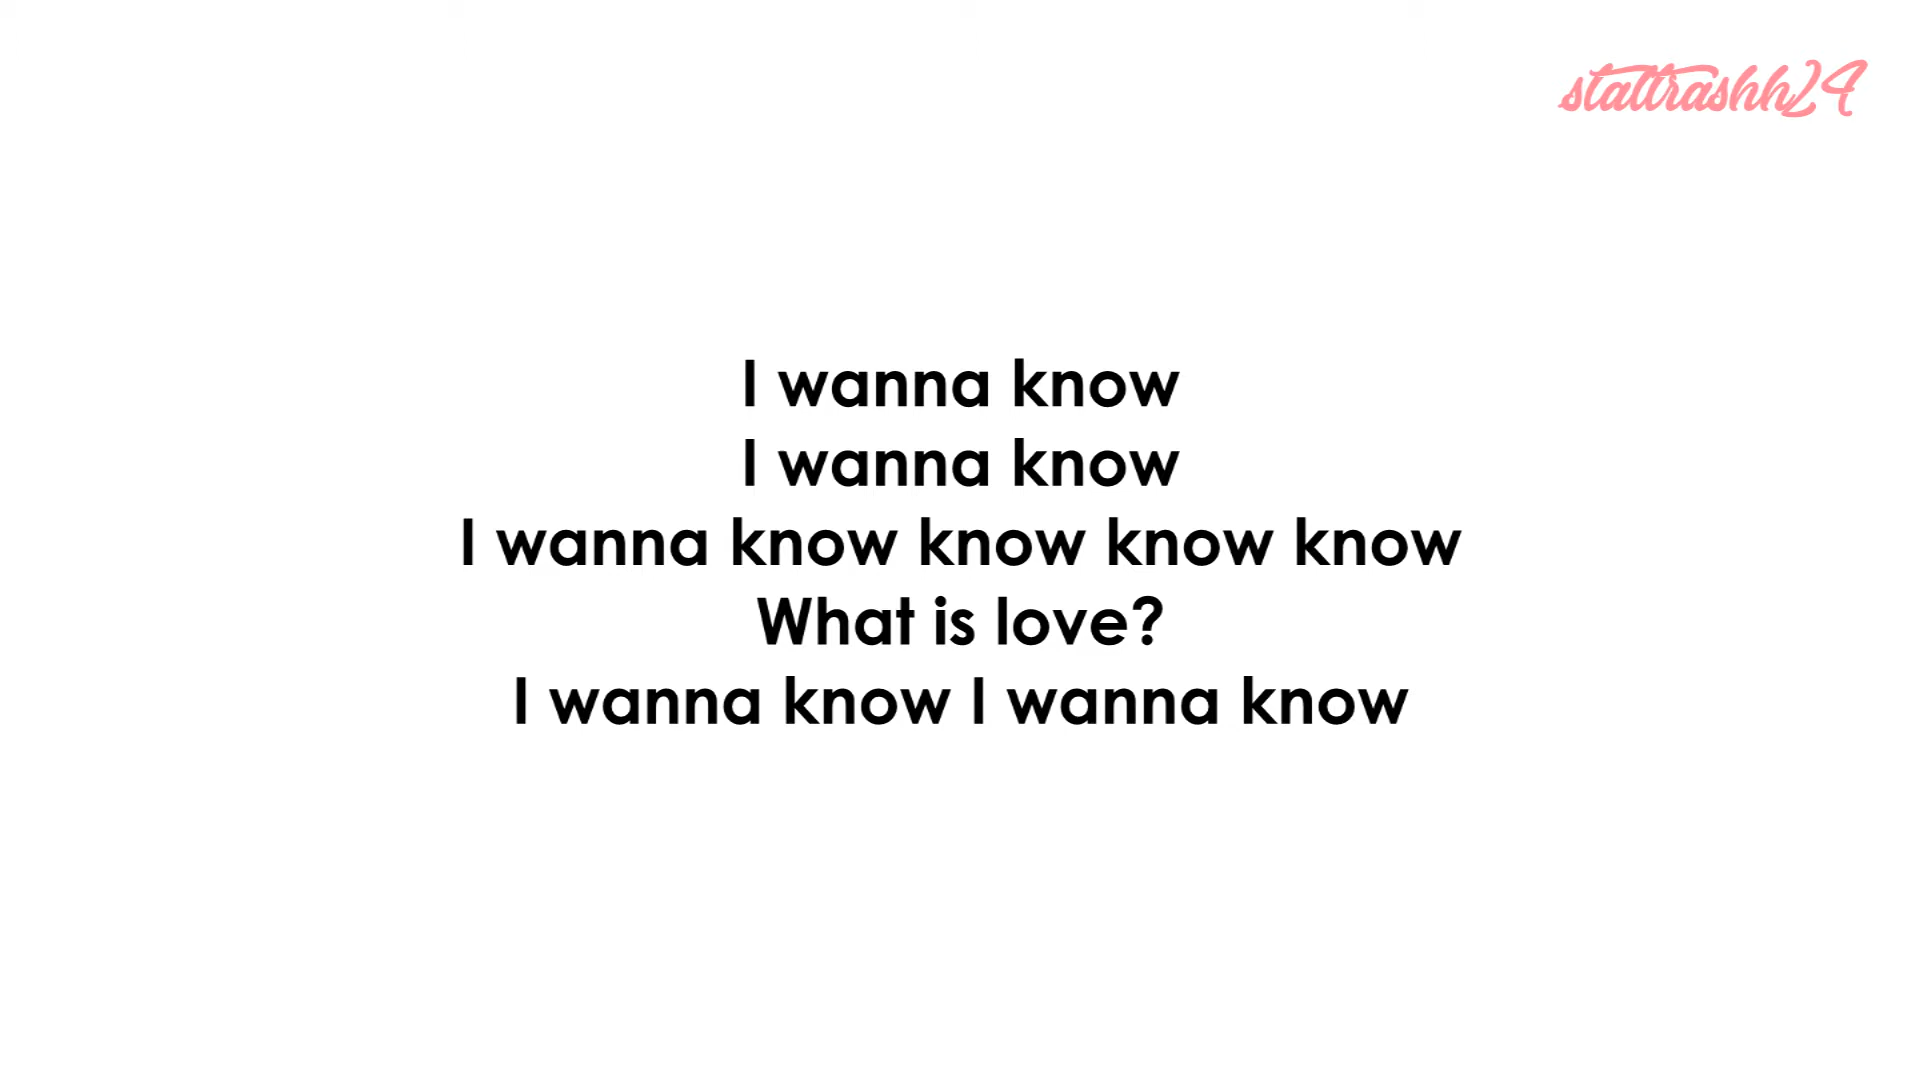 stattrashh24
I wanna know
I wanna know
I wanna know know know know
What is love?
I wanna know I wanna know